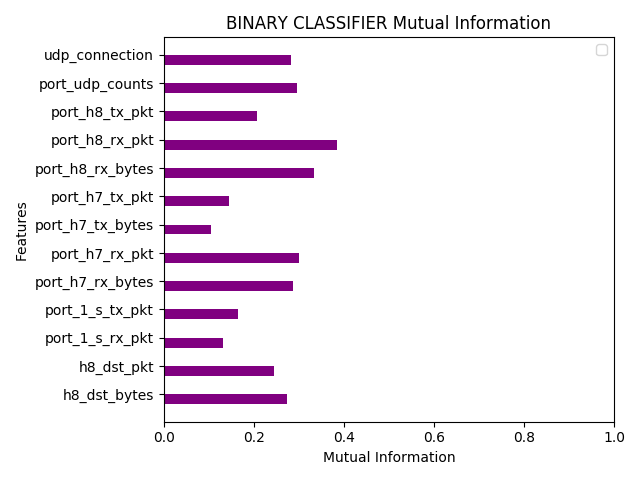 BINARY CLASSIFIER Mutual Information
udp_connection
port_udp_counts
port_h8_tx_pkt
port_h8_rx_pkt
port_h8_rx_bytes
port_h7_tx_pkt
port_h7_tx_bytes
port_h7_rx_pkt
port_h7_rx_bytes
port_1_s_tx_pkt
port_1_s_rx_pkt
h8_dst_pkt
h8_dst_bytes
Features
0.0 0.2 0.4 0.6 0.8 1.0
Mutual Information